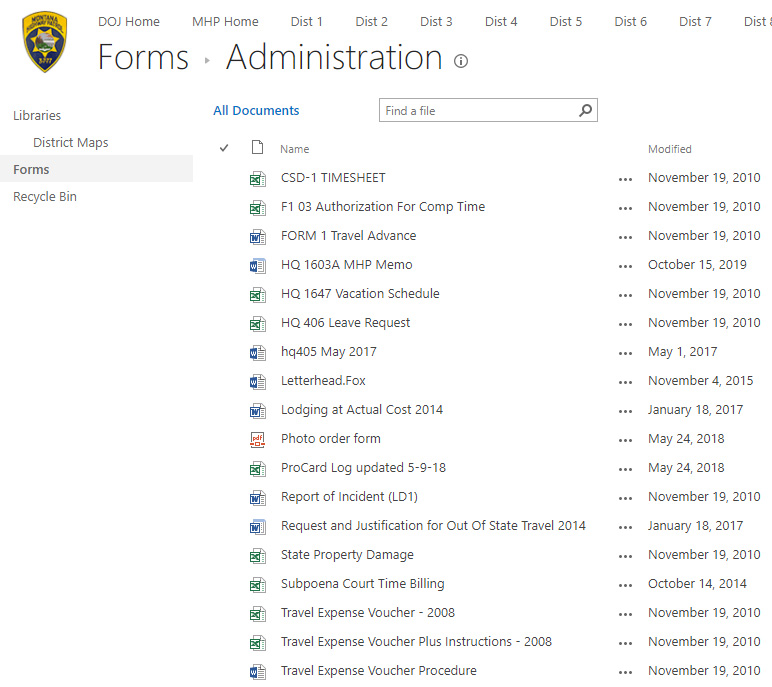 DOJ Home MHP Home Dist 1 Dist 2 Dist 3 Dist 4 Dist 5 Dist 6 Dist 7 Dist 8
MONTANA
HIGHWAY PATROL
3-7-77
Forms ▸ Administration
Libraries
District Maps
Forms
Recycle Bin
All Documents Find a file
Name Modified
CSD-1 TIMESHEET ... November 19, 2010
F1 03 Authorization For Comp Time ... November 19, 2010
FORM 1 Travel Advance ... November 19, 2010
HQ 1603A MHP Memo ... October 15, 2019
HQ 1647 Vacation Schedule ... November 19, 2010
HQ 406 Leave Request ... November 19, 2010
hq405 May 2017 ... May 1, 2017
Letterhead.Fox ... November 4, 2015
Lodging at Actual Cost 2014 ... January 18, 2017
Photo order form ... May 24, 2018
ProCard Log updated 5-9-18 ... May 24, 2018
Report of Incident (LD1) ... November 19, 2010
Request and Justification for Out Of State Travel 2014 ... January 18, 2017
State Property Damage ... November 19, 2010
Subpoena Court Time Billing ... October 14, 2014
Travel Expense Voucher - 2008 ... November 19, 2010
Travel Expense Voucher Plus Instructions - 2008 ... November 19, 2010
Travel Expense Voucher Procedure ... November 19, 2010